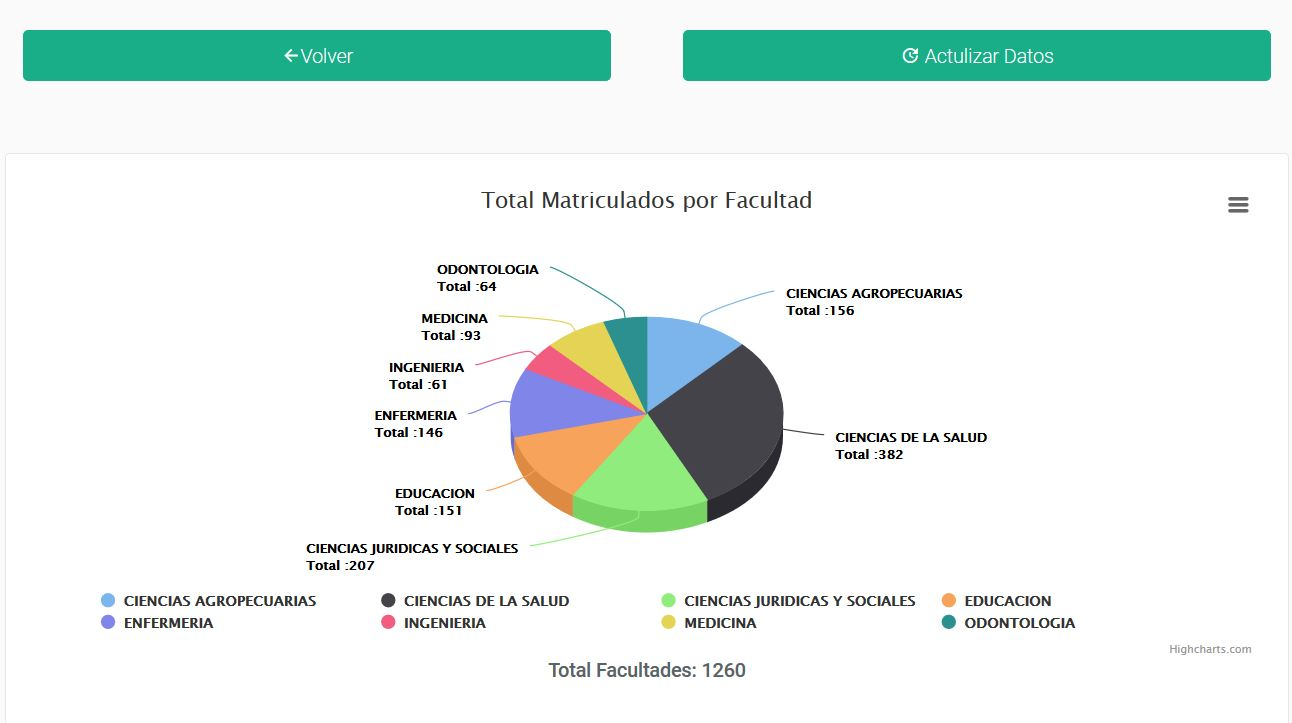 Volver
Actulizar Datos
Total Matriculados por Facultad
ODONTOLOGIA
Total :64
CIENCIAS AGROPECUARIAS
Total :156
MEDICINA
Total :93
INGENIERIA
Total :61
ENFERMERIA
Total :146
CIENCIAS DE LA SALUD
Total :382
EDUCACION
Total :151
CIENCIAS JURIDICAS Y SOCIALES
Total :207
CIENCIAS AGROPECUARIAS
CIENCIAS DE LA SALUD
CIENCIAS JURIDICAS Y SOCIALES
EDUCACION
ENFERMERIA
INGENIERIA
MEDICINA
ODONTOLOGIA
Highcharts.com
Total Facultades: 1260